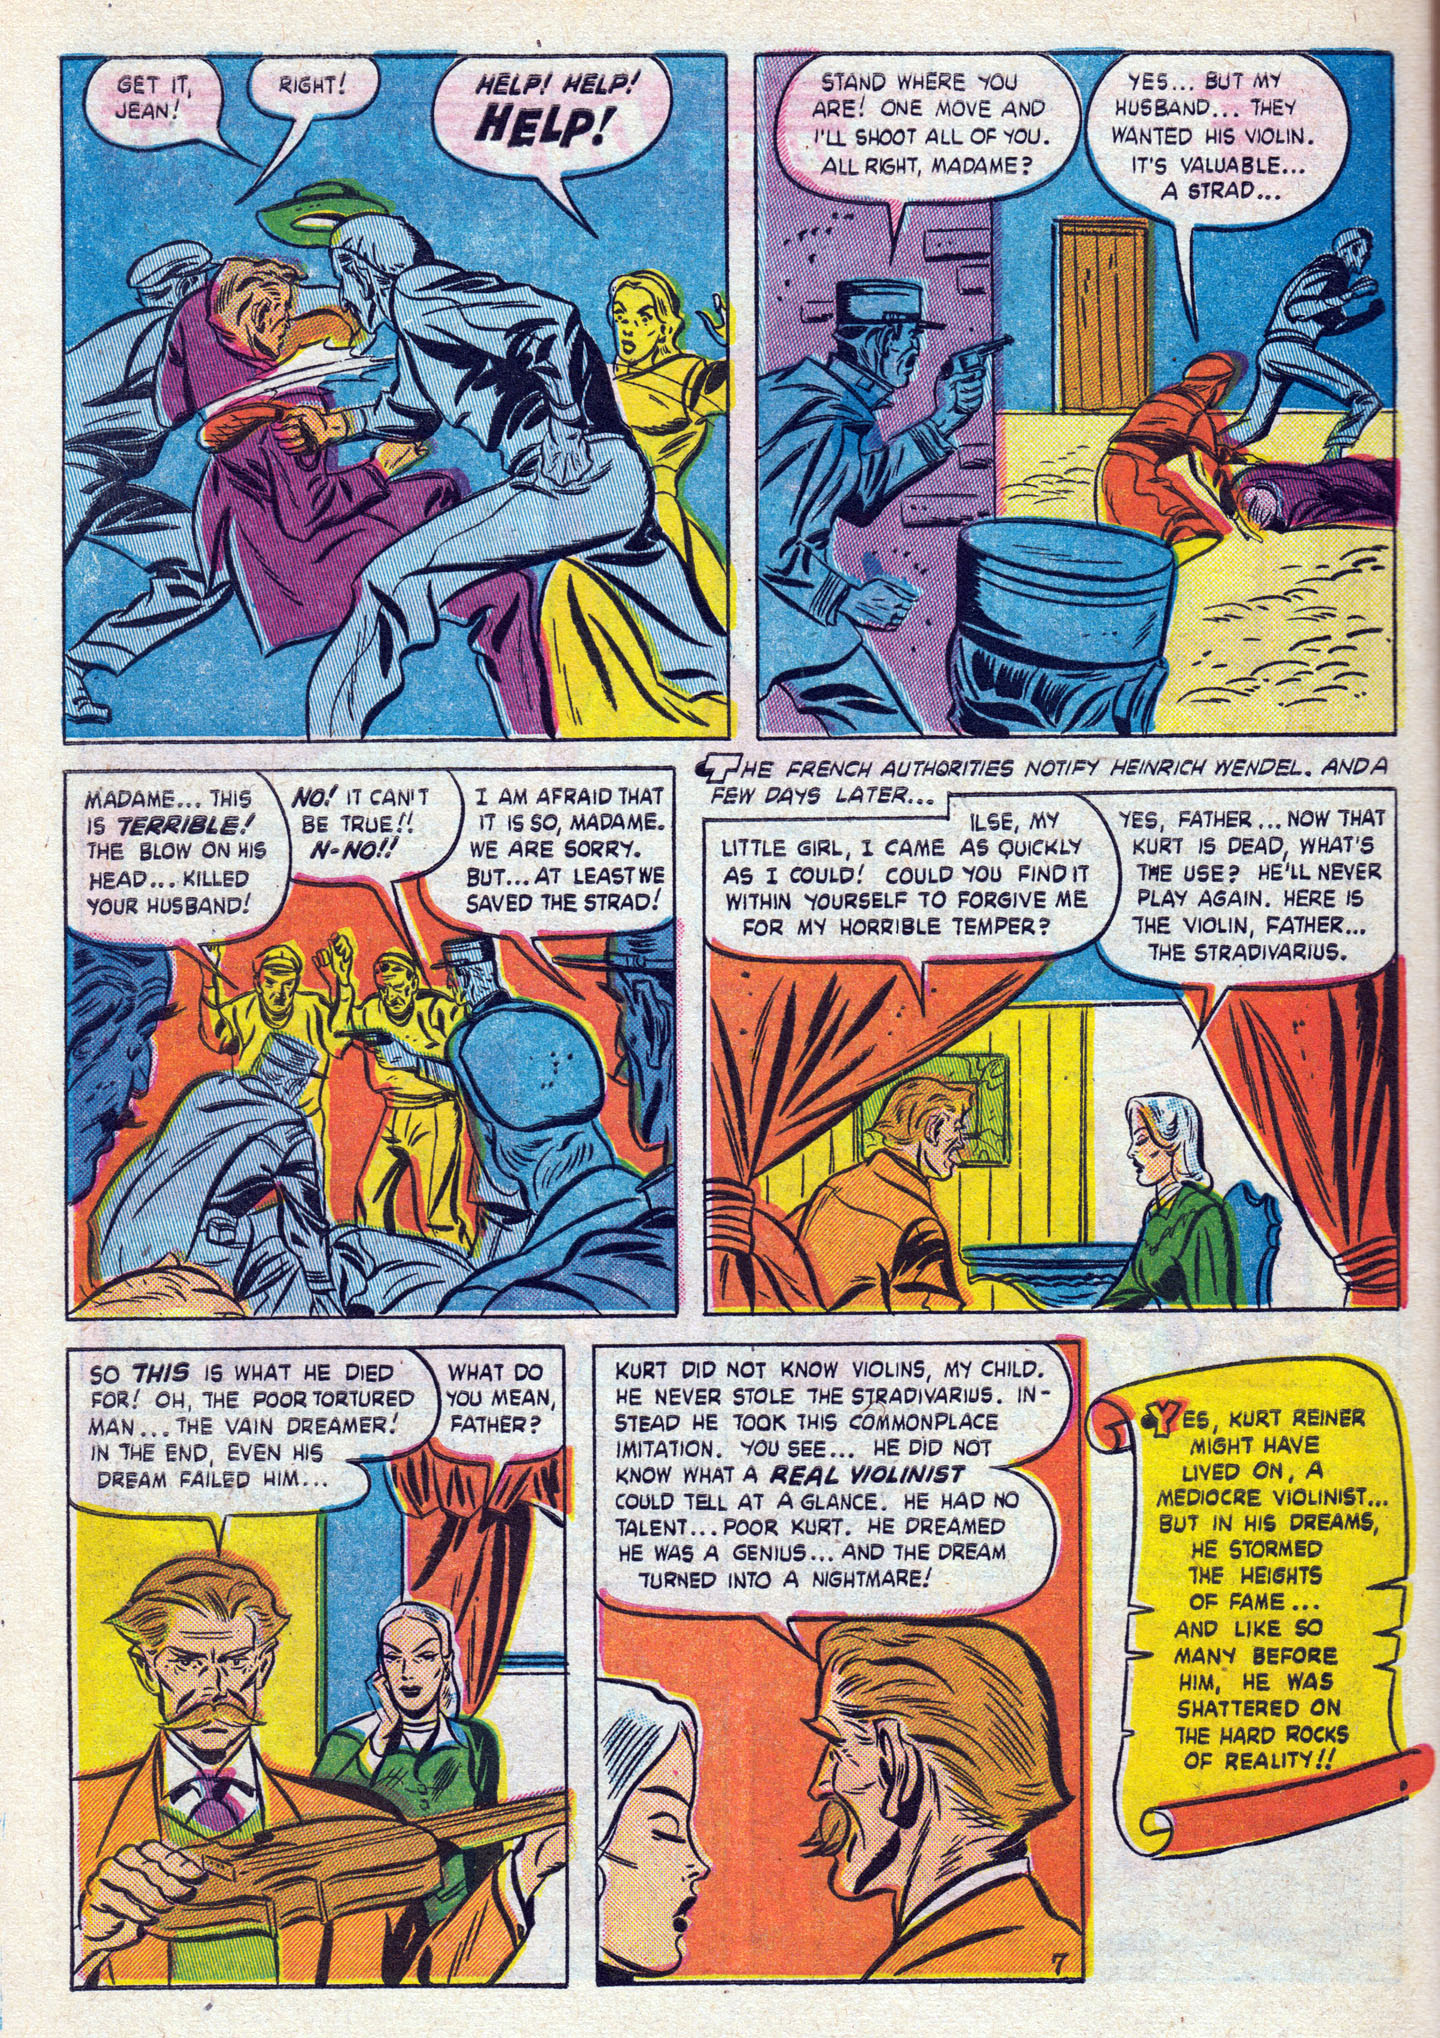 GET IT,
JEAN!
RIGHT!
HELP! HELP!
HELP!
STAND WHERE YOU
ARE! ONE MOVE AND
I'LL SHOOT ALL OF YOU.
ALL RIGHT, MADAME?
YES... BUT MY
HUSBAND... THEY
WANTED HIS VIOLIN.
IT'S VALUABLE...
A STRAD...
MADAME... THIS
IS TERRIBLE!
THE BLOW ON HIS
HEAD... KILLED
YOUR HUSBAND!
NO! IT CAN'T
BE TRUE!!
N-NO!!
I AM AFRAID THAT
IT IS SO, MADAME.
WE ARE SORRY.
BUT... AT LEAST WE
SAVED THE STRAD!
THE FRENCH AUTHORITIES NOTIFY HEINRICH WENDEL. AND A
FEW DAYS LATER...
ILSE, MY
LITTLE GIRL, I CAME AS QUICKLY
AS I COULD! COULD YOU FIND IT
WITHIN YOURSELF TO FORGIVE ME
FOR MY HORRIBLE TEMPER?
YES, FATHER... NOW THAT
KURT IS DEAD, WHAT'S
THE USE? HE'LL NEVER
PLAY AGAIN. HERE IS
THE VIOLIN, FATHER...
THE STRADIVARIUS.
SO THIS IS WHAT HE DIED
FOR! OH, THE POOR TORTURED
MAN... THE VAIN DREAMER!
IN THE END, EVEN HIS
DREAM FAILED HIM...
WHAT DO
YOU MEAN,
FATHER?
KURT DID NOT KNOW VIOLINS, MY CHILD.
HE NEVER STOLE THE STRADIVARIUS. IN-
STEAD HE TOOK THIS COMMONPLACE
IMITATION. YOU SEE... HE DID NOT
KNOW WHAT A REAL VIOLINIST
COULD TELL AT A GLANCE. HE HAD NO
TALENT... POOR KURT. HE DREAMED
HE WAS A GENIUS... AND THE DREAM
TURNED INTO A NIGHTMARE!
YES, KURT REINER
MIGHT HAVE
LIVED ON, A
MEDIOCRE VIOLINIST...
BUT IN HIS DREAMS,
HE STORMED
THE HEIGHTS
OF FAME...
AND LIKE SO
MANY BEFORE
HIM, HE WAS
SHATTERED ON
THE HARD ROCKS
OF REALITY!!
7